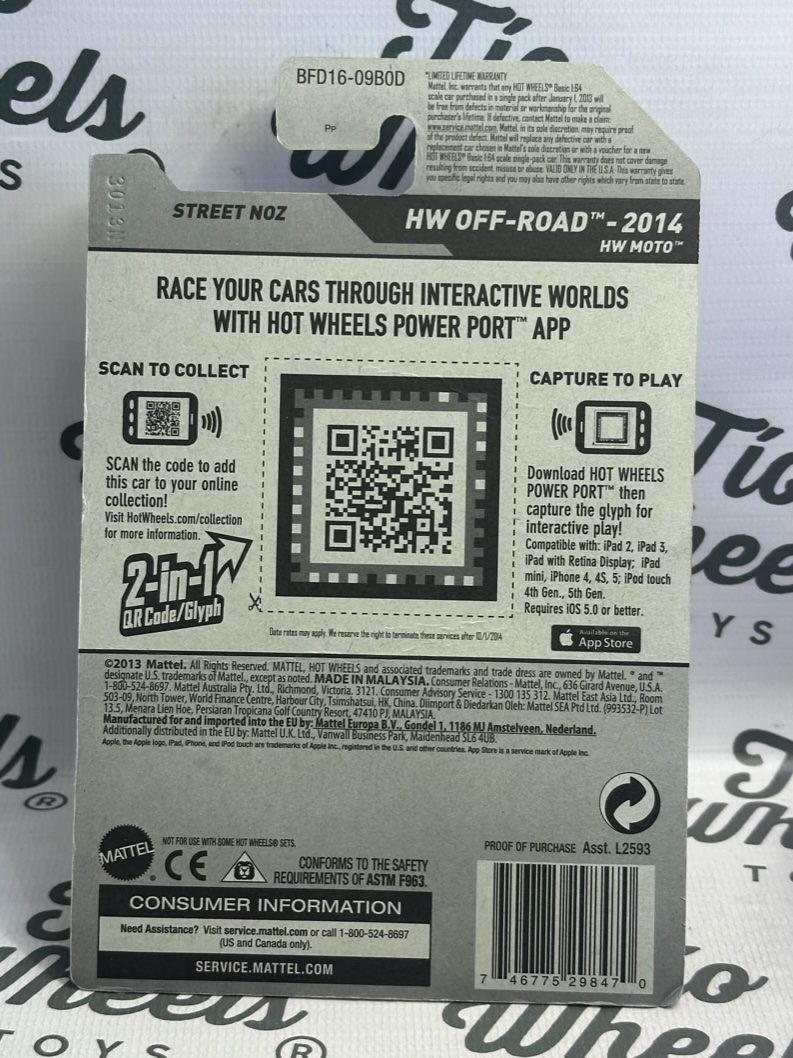 BFD16-09B0D
Pp
*LIMITED LIFETIME WARRANTY
Mattel, Inc. warrants that any HOT WHEELS® Basic 1:64
scale car purchased in a single pack after January 1, 2013 will
be free from defects in material or workmanship for the original
purchaser's lifetime. If defective, contact Mattel to make a claim:
www.service.mattel.com. Mattel, in its sole discretion, may require proof
of the product defect. Mattel will replace any defective car with a
replacement car chosen in Mattel's sole discretion or with a voucher for a new
HOT WHEELS® Basic 1:64 scale single-pack car. This warranty does not cover damage
resulting from accident, misuse or abuse. VALID ONLY IN THE U.S.A. This warranty gives
you specific legal rights and you may also have other rights which vary from state to state.
3013N
STREET NOZ
HW OFF-ROAD™-2014
HW MOTO™
RACE YOUR CARS THROUGH INTERACTIVE WORLDS
WITH HOT WHEELS POWER PORT™ APP
SCAN TO COLLECT
SCAN the code to add
this car to your online
collection!
Visit HotWheels.com/collection
for more information.
2-in-1
QR Code/Glyph
CAPTURE TO PLAY
Download HOT WHEELS
POWER PORT™ then
capture the glyph for
interactive play!
Compatible with: iPad 2, iPad 3,
iPad with Retina Display; iPad
mini, iPhone 4, 4S, 5; iPod touch
4th Gen., 5th Gen.
Requires iOS 5.0 or better.
Available on the
App Store
Data rates may apply. We reserve the right to terminate these services after 10/1/2014
©2013 Mattel. All Rights Reserved. MATTEL, HOT WHEELS and associated trademarks and trade dress are owned by Mattel. ® and ™
designate U.S. trademarks of Mattel, except as noted. MADE IN MALAYSIA. Consumer Relations - Mattel, Inc., 636 Girard Avenue, U.S.A.
1-800-524-8697. Mattel Australia Pty. Ltd., Richmond, Victoria. 3121. Consumer Advisory Service - 1300 135 312. Mattel East Asia Ltd., Room
503-09, North Tower, World Finance Centre, Harbour City, Tsimshatsui, HK, China. Diimport & Diedarkan Oleh: Mattel SEA Ptd Ltd. (993532-P) Lot
13.5, Menara Lien Hoe, Persiaran Tropicana Golf Country Resort, 47410 PJ, MALAYSIA.
Manufactured for and imported into the EU by: Mattel Europa B.V., Gondel 1, 1186 MJ Amstelveen, Nederland.
Additionally distributed in the EU by: Mattel U.K. Ltd., Vanwall Business Park, Maidenhead SL6 4UB.
Apple, the Apple logo, iPad, iPhone, and iPod touch are trademarks of Apple Inc., registered in the U.S. and other countries. App Store is a service mark of Apple Inc.
MATTEL
NOT FOR USE WITH SOME HOT WHEELS® SETS.
CE
CONFORMS TO THE SAFETY
REQUIREMENTS OF ASTM F963.
CONSUMER INFORMATION
Need Assistance? Visit service.mattel.com or call 1-800-524-8697
(US and Canada only).
SERVICE.MATTEL.COM
PROOF OF PURCHASE Asst. L2593
7 46775 29847 0